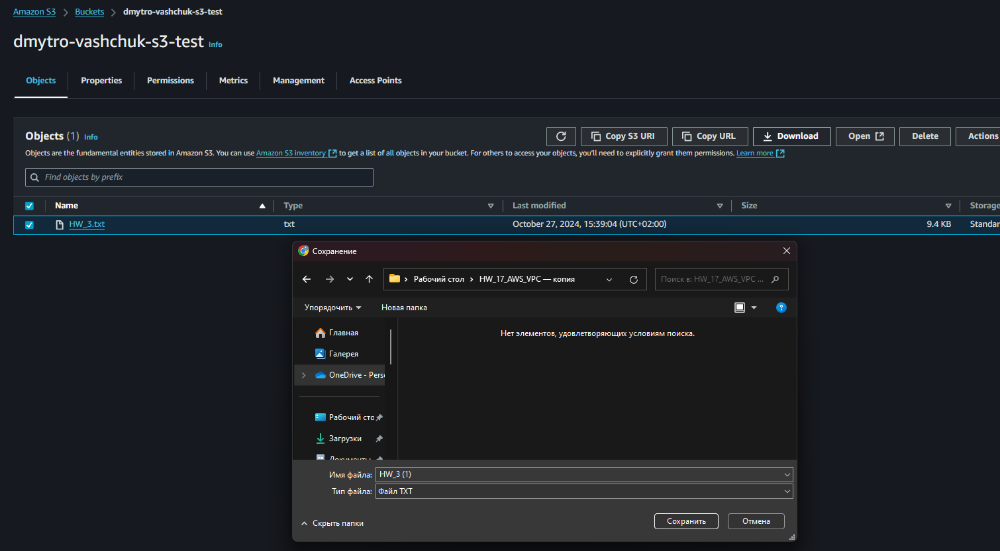 Amazon S3 > Buckets > dmytro-vashchuk-s3-test
dmytro-vashchuk-s3-test Info
Objects Properties Permissions Metrics Management Access Points
Objects (1) Info
Copy S3 URI Copy URL Download Open Delete Actions
Objects are the fundamental entities stored in Amazon S3. You can use Amazon S3 inventory to get a list of all objects in your bucket. For others to access your objects, you'll need to explicitly grant them permissions. Learn more
Find objects by prefix
Name Type Last modified Size Storage
HW_3.txt txt October 27, 2024, 15:39:04 (UTC+02:00) 9.4 KB Standar
Сохранение
Рабочий стол > HW_17_AWS_VPC — копия
Поиск в: HW_17_AWS_VPC ...
Упорядочить Новая папка
Главная
Нет элементов, удовлетворяющих условиям поиска.
Галерея
OneDrive - Pers
Рабочий сто
Загрузки
Документы
Имя файла: HW_3 (1)
Тип файла: Файл TXT
Скрыть папки
Сохранить Отмена